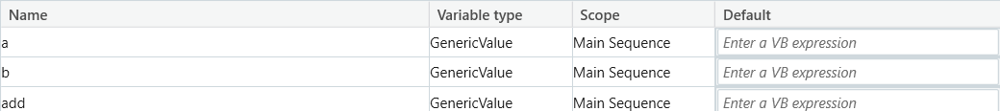 Name Variable type Scope Default
a GenericValue Main Sequence Enter a VB expression
b GenericValue Main Sequence Enter a VB expression
add GenericValue Main Sequence Enter a VB expression